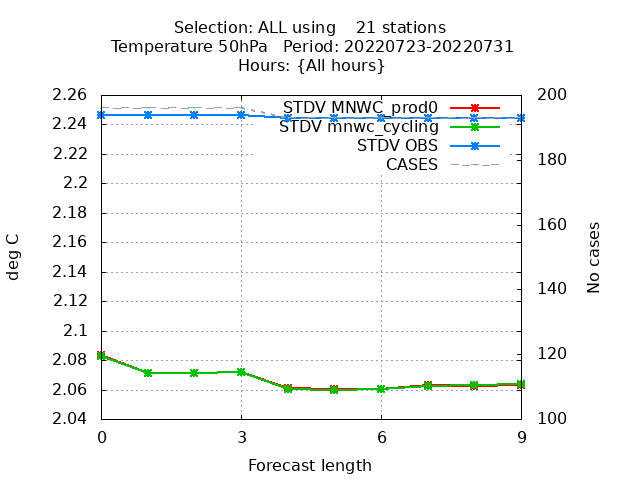 Selection: ALL using    21 stations
Temperature 50hPa   Period: 20220723-20220731
Hours: {All hours}
STDV MNWC_prod0
STDV mnwc_cycling
STDV OBS
CASES
deg C
2.26
2.24
2.22
2.2
2.18
2.16
2.14
2.12
2.1
2.08
2.06
2.04
200
180
160
140
120
100
No cases
0
3
6
9
Forecast length